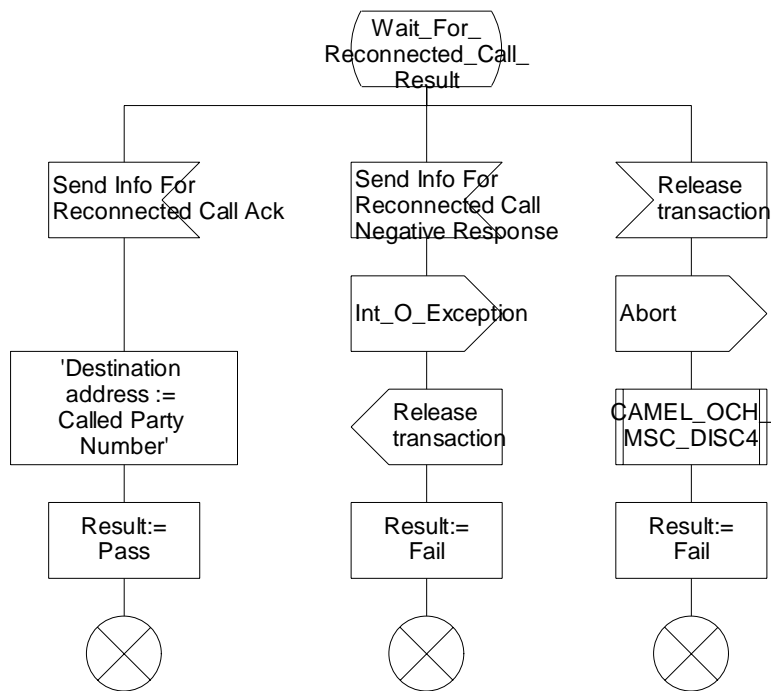 Wait_For_
Reconnected_Call_
Result
Send Info For
Reconnected Call Ack
Send Info For
Reconnected Call
Negative Response
Release
transaction
Int_O_Exception
Abort
'Destination
address :=
Called Party
Number'
Release
transaction
CAMEL_OCH_
MSC_DISC4
Result:=
Pass
Result:=
Fail
Result:=
Fail